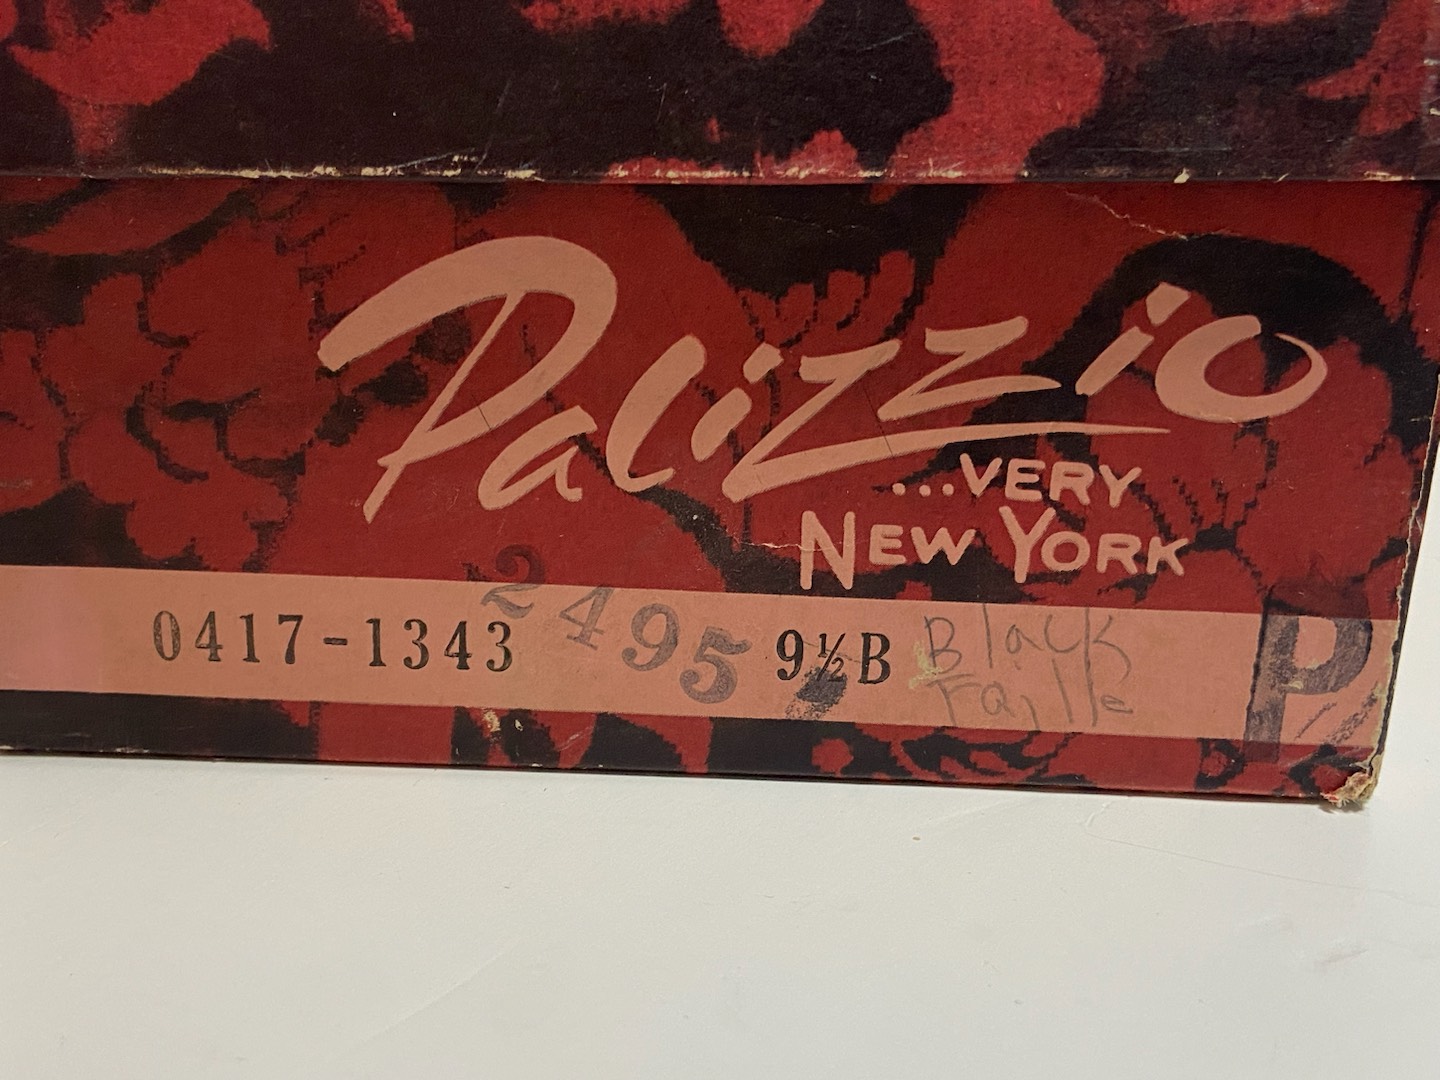 Palizzio
...VERY
NEW YORK
0417-1343 2495 9½B Black P
Faille